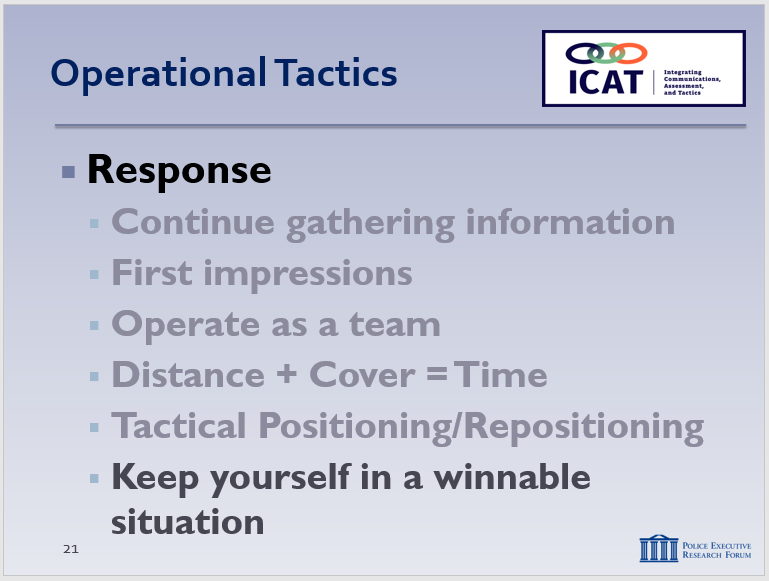 Operational Tactics
ICAT
Integrating
Communications,
Assessment,
and Tactics
Response
Continue gathering information
First impressions
Operate as a team
Distance + Cover = Time
Tactical Positioning/Repositioning
Keep yourself in a winnable
situation
21
POLICE EXECUTIVE
RESEARCH FORUM